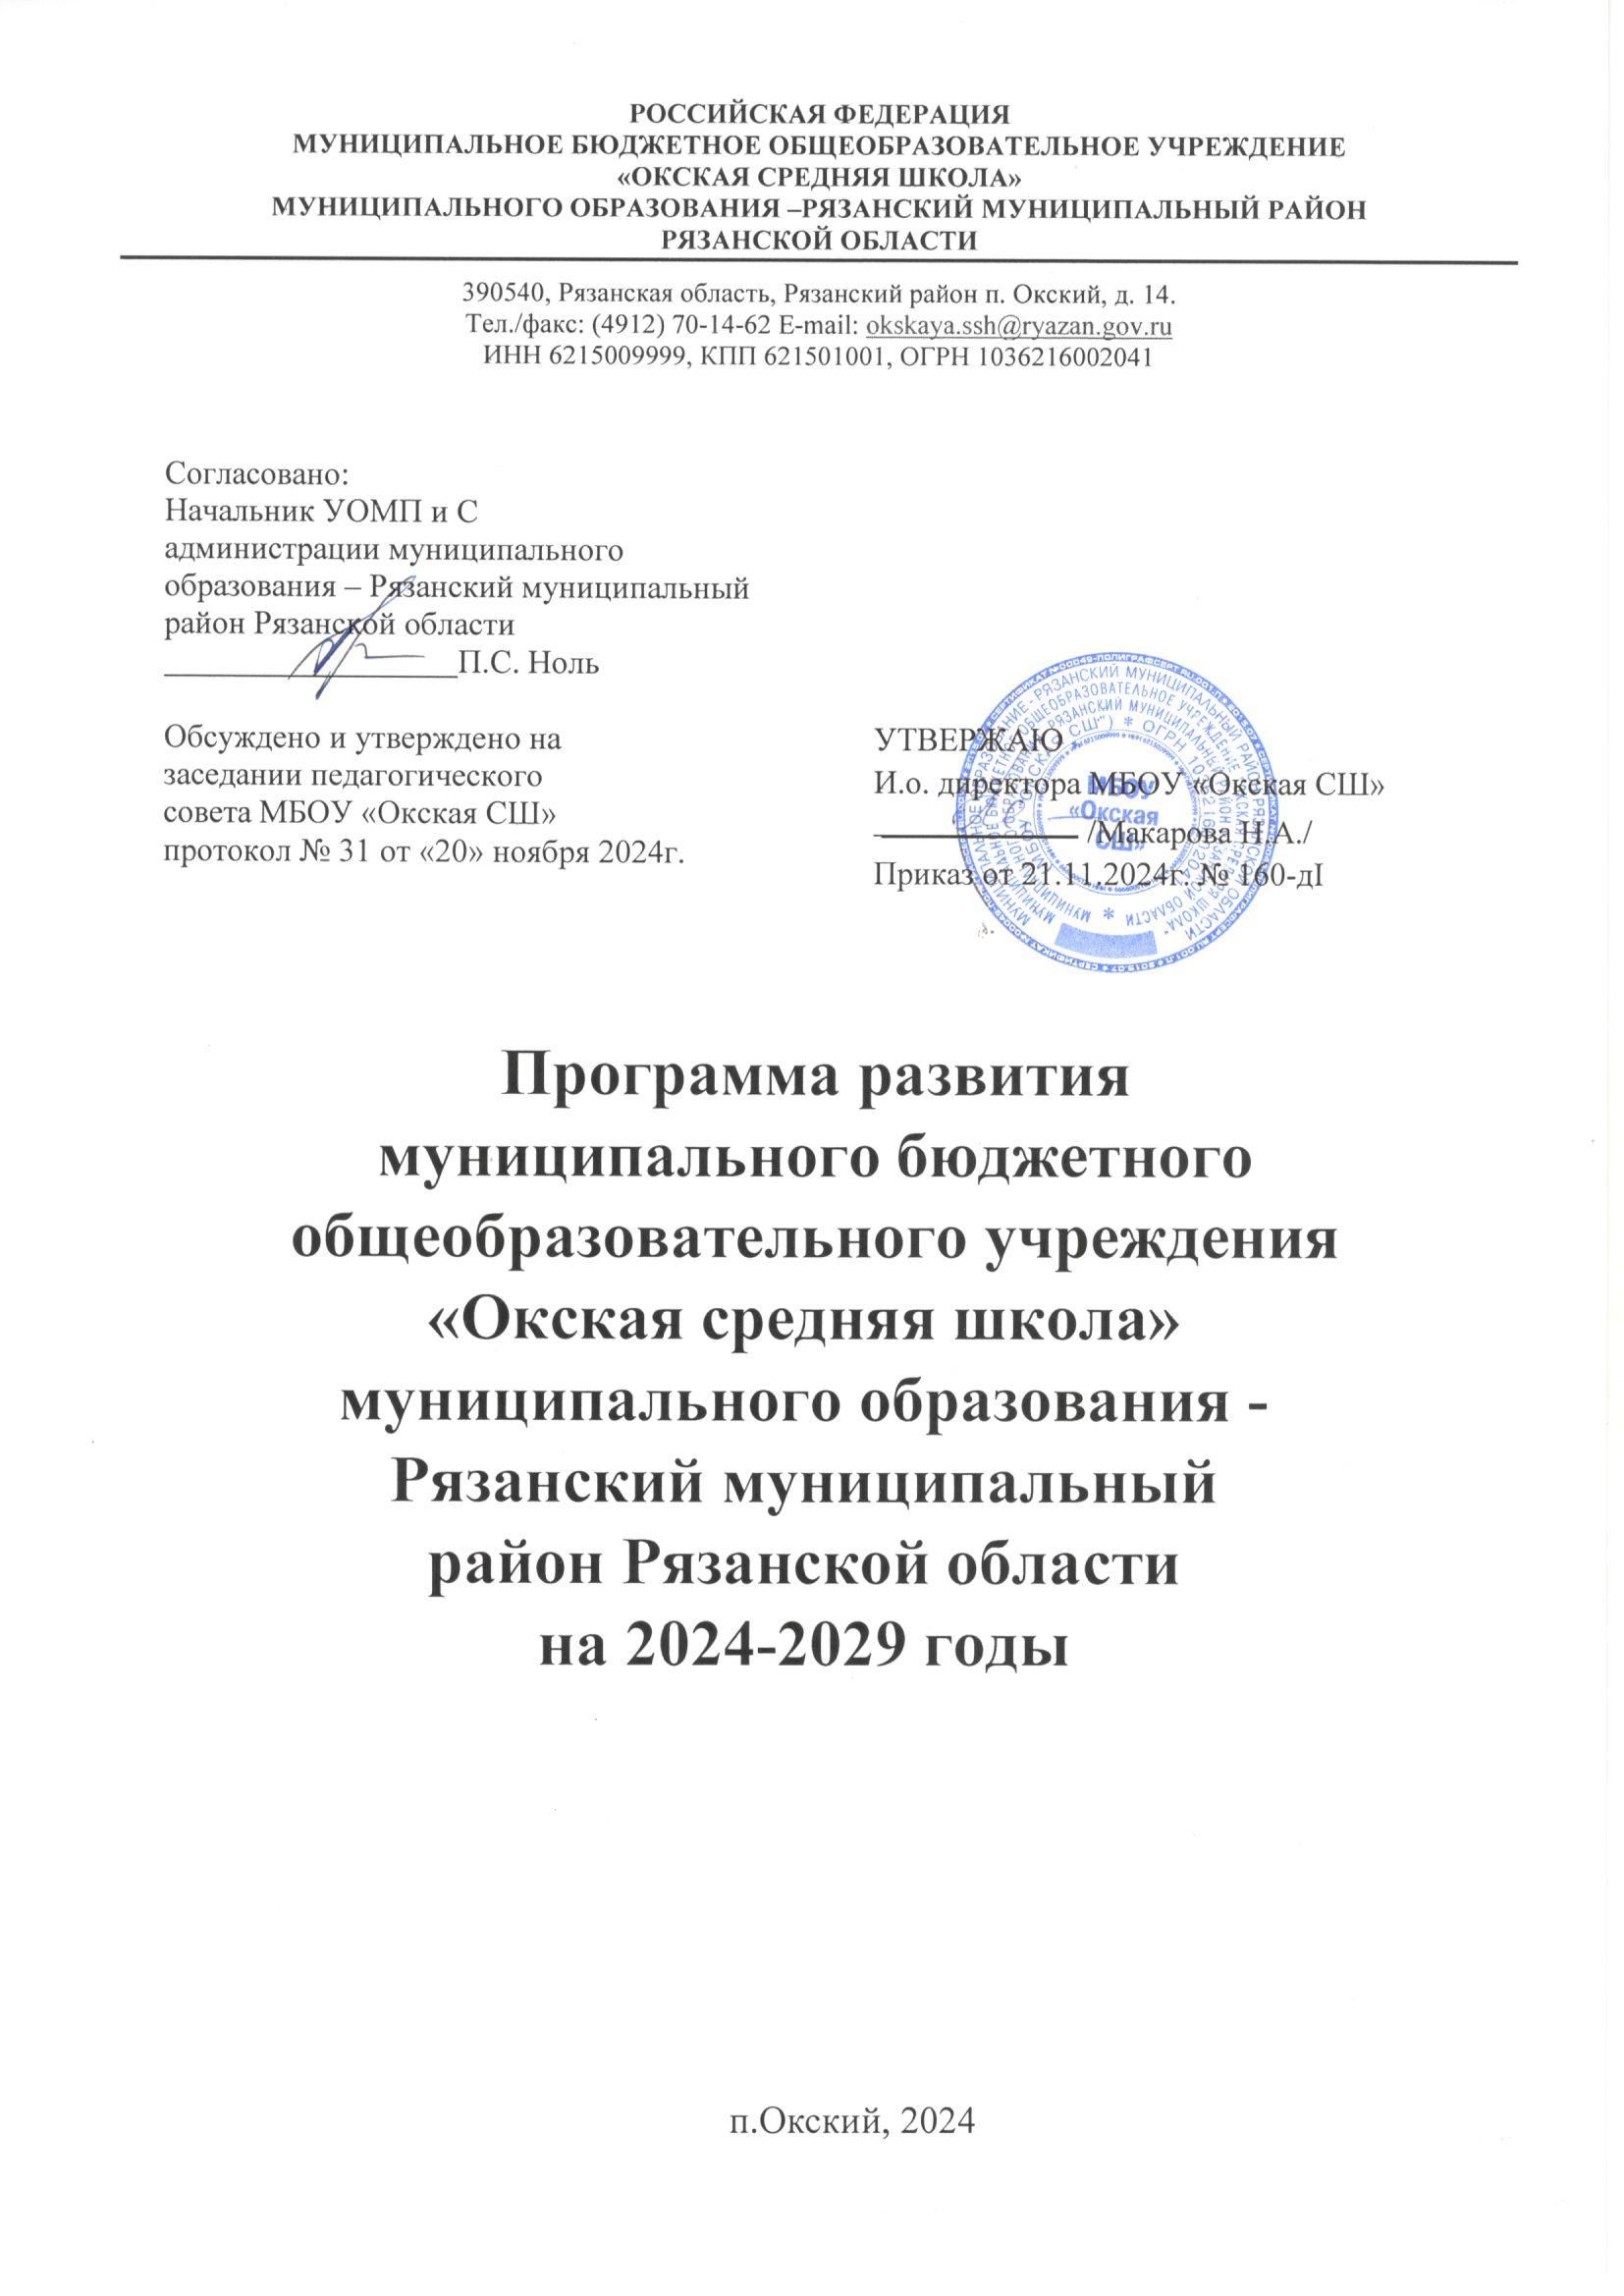 РОССИЙСКАЯ ФЕДЕРАЦИЯ
МУНИЦИПАЛЬНОЕ БЮДЖЕТНОЕ ОБЩЕОБРАЗОВАТЕЛЬНОЕ УЧРЕЖДЕНИЕ
«ОКСКАЯ СРЕДНЯЯ ШКОЛА»
МУНИЦИПАЛЬНОГО ОБРАЗОВАНИЯ –РЯЗАНСКИЙ МУНИЦИПАЛЬНЫЙ РАЙОН
РЯЗАНСКОЙ ОБЛАСТИ
390540, Рязанская область, Рязанский район п. Окский, д. 14.
Тел./факс: (4912) 70-14-62 E-mail: okskaya.ssh@ryazan.gov.ru
ИНН 6215009999, КПП 621501001, ОГРН 1036216002041
Согласовано:
Начальник УОМП и С
администрации муниципального
образования – Рязанский муниципальный
район Рязанской области
П.С. Ноль
Обсуждено и утверждено на
заседании педагогического
совета МБОУ «Окская СШ»
протокол № 31 от «20» ноября 2024г.
УТВЕРЖАЮ
И.о. директора МБОУ «Окская СШ»
/Макарова Н.А./
Приказ от 21.11.2024г. № 160-дI
МБОУ
«Окская
СШ»
Программа развития
муниципального бюджетного
общеобразовательного учреждения
«Окская средняя школа»
муниципального образования -
Рязанский муниципальный
район Рязанской области
на 2024-2029 годы
п.Окский, 2024